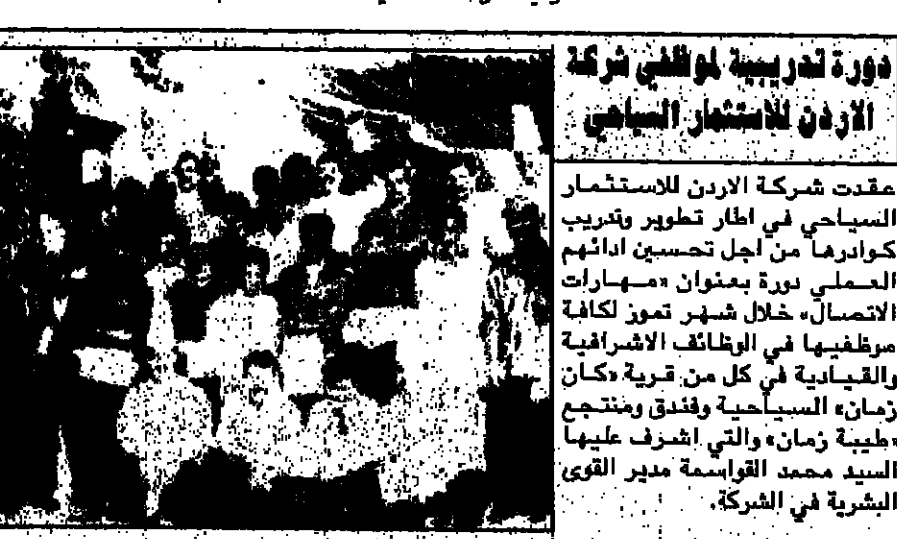 دورة تدريبية لموظفي شركة
الاردن للاستثمار السياحي
عقدت شركة الاردن للاستثمار
السياحي في اطار تطوير وتدريب
كوادرها من اجل تحسين ادائهم
العملي دورة بعنوان «مهارات
الاتصال» خلال شهر تموز لكافة
موظفيها في الوظائف الاشرافية
والقيادية في كل من قرية «كان
زمان» السياحية وفندق ومنتجع
«طيبة زمان» والتي اشرف عليها
السيد محمد القواسمة مدير القوى
البشرية في الشركة.